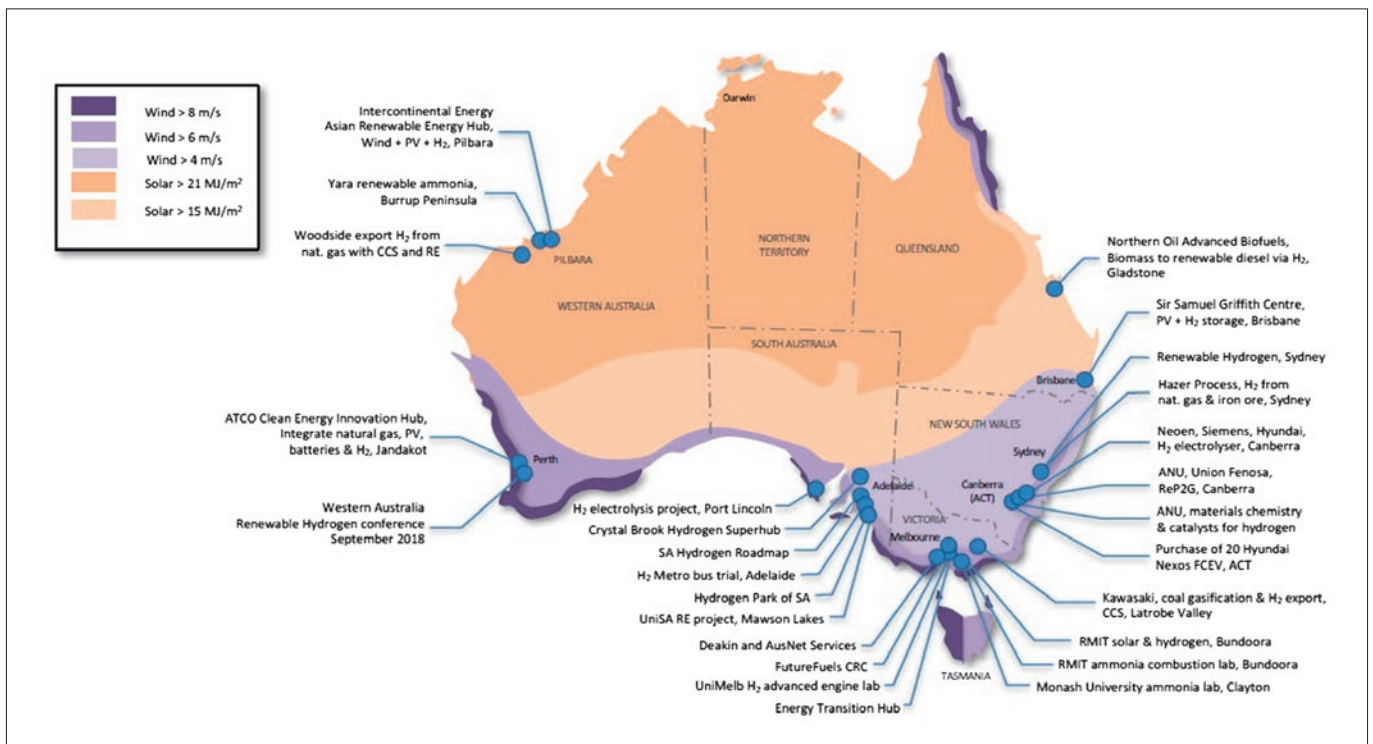 Wind > 8 m/s
Wind > 6 m/s
Wind > 4 m/s
Solar > 21 MJ/m²
Solar > 15 MJ/m²
Intercontinental Energy
Asian Renewable Energy Hub,
Wind + PV + H₂, Pilbara
Yara renewable ammonia,
Burrup Peninsula
Woodside export H₂ from
nat. gas with CCS and RE
ATCO Clean Energy Innovation Hub,
Integrate natural gas, PV,
batteries & H₂, Jandakot
Western Australia
Renewable Hydrogen conference
September 2018
Darwin
PILBARA
WESTERN AUSTRALIA
NORTHERN
TERRITORY
QUEENSLAND
SOUTH AUSTRALIA
Brisbane
NEW SOUTH WALES
Perth
Sydney
Adelaide
Canberra
(ACT)
VICTORIA
Melbourne
TASMANIA
H₂ electrolysis project, Port Lincoln
Crystal Brook Hydrogen Superhub
SA Hydrogen Roadmap
H₂ Metro bus trial, Adelaide
Hydrogen Park of SA
UniSA RE project, Mawson Lakes
Deakin and AusNet Services
FutureFuels CRC
UniMelb H₂ advanced engine lab
Energy Transition Hub
Northern Oil Advanced Biofuels,
Biomass to renewable diesel via H₂,
Gladstone
Sir Samuel Griffith Centre,
PV + H₂ storage, Brisbane
Renewable Hydrogen, Sydney
Hazer Process, H₂ from
nat. gas & iron ore, Sydney
Neoen, Siemens, Hyundai,
H₂ electrolyser, Canberra
ANU, Union Fenosa,
ReP2G, Canberra
ANU, materials chemistry
& catalysts for hydrogen
Purchase of 20 Hyundai
Nexos FCEV, ACT
Kawasaki, coal gasification & H₂ export,
CCS, Latrobe Valley
RMIT solar & hydrogen, Bundoora
RMIT ammonia combustion lab, Bundoora
Monash University ammonia lab, Clayton